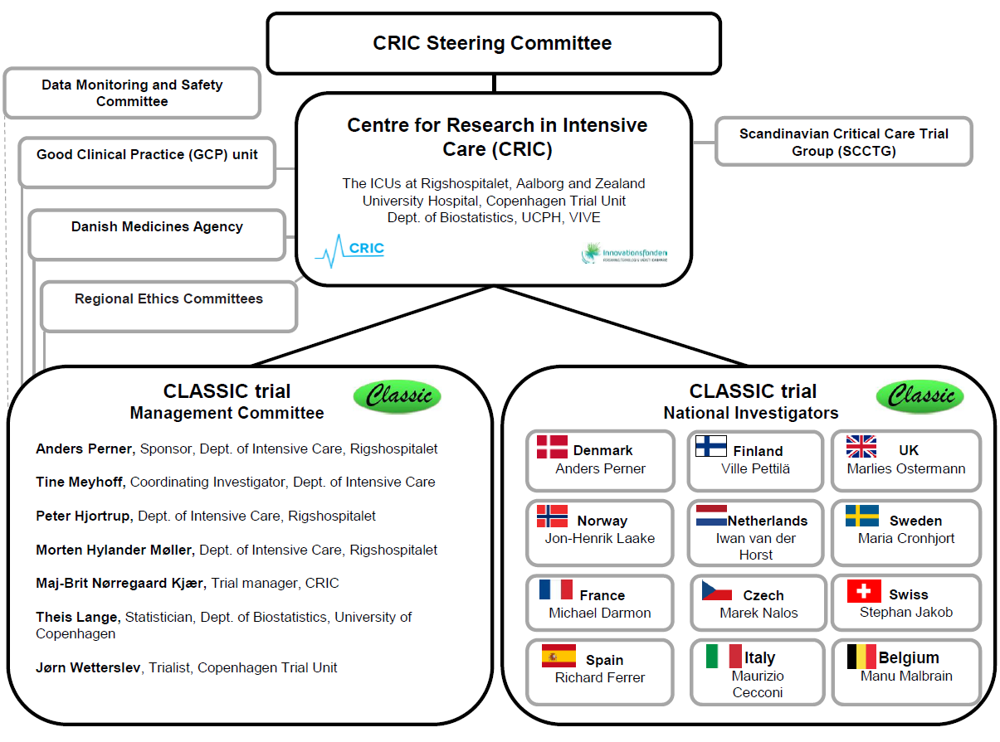 CRIC Steering Committee
Data Monitoring and Safety
Committee
Good Clinical Practice (GCP) unit
Danish Medicines Agency
Regional Ethics Committees
Centre for Research in Intensive
Care (CRIC)
The ICUs at Rigshospitalet, Aalborg and Zealand
University Hospital, Copenhagen Trial Unit
Dept. of Biostatistics, UCPH, VIVE
CRIC
Innovationsfonden
Scandinavian Critical Care Trial
Group (SCCTG)
CLASSIC trial
Management Committee
Classic
Anders Perner, Sponsor, Dept. of Intensive Care, Rigshospitalet
Tine Meyhoff, Coordinating Investigator, Dept. of Intensive Care
Peter Hjortrup, Dept. of Intensive Care, Rigshospitalet
Morten Hylander Møller, Dept. of Intensive Care, Rigshospitalet
Maj-Brit Nørregaard Kjær, Trial manager, CRIC
Theis Lange, Statistician, Dept. of Biostatistics, University of
Copenhagen
Jørn Wetterslev, Trialist, Copenhagen Trial Unit
CLASSIC trial
National Investigators
Classic
Denmark
Anders Perner
Finland
Ville Pettilä
UK
Marlies Ostermann
Norway
Jon-Henrik Laake
Netherlands
Iwan van der
Horst
Sweden
Maria Cronhjort
France
Michael Darmon
Czech
Marek Nalos
Swiss
Stephan Jakob
Spain
Richard Ferrer
Italy
Maurizio
Cecconi
Belgium
Manu Malbrain